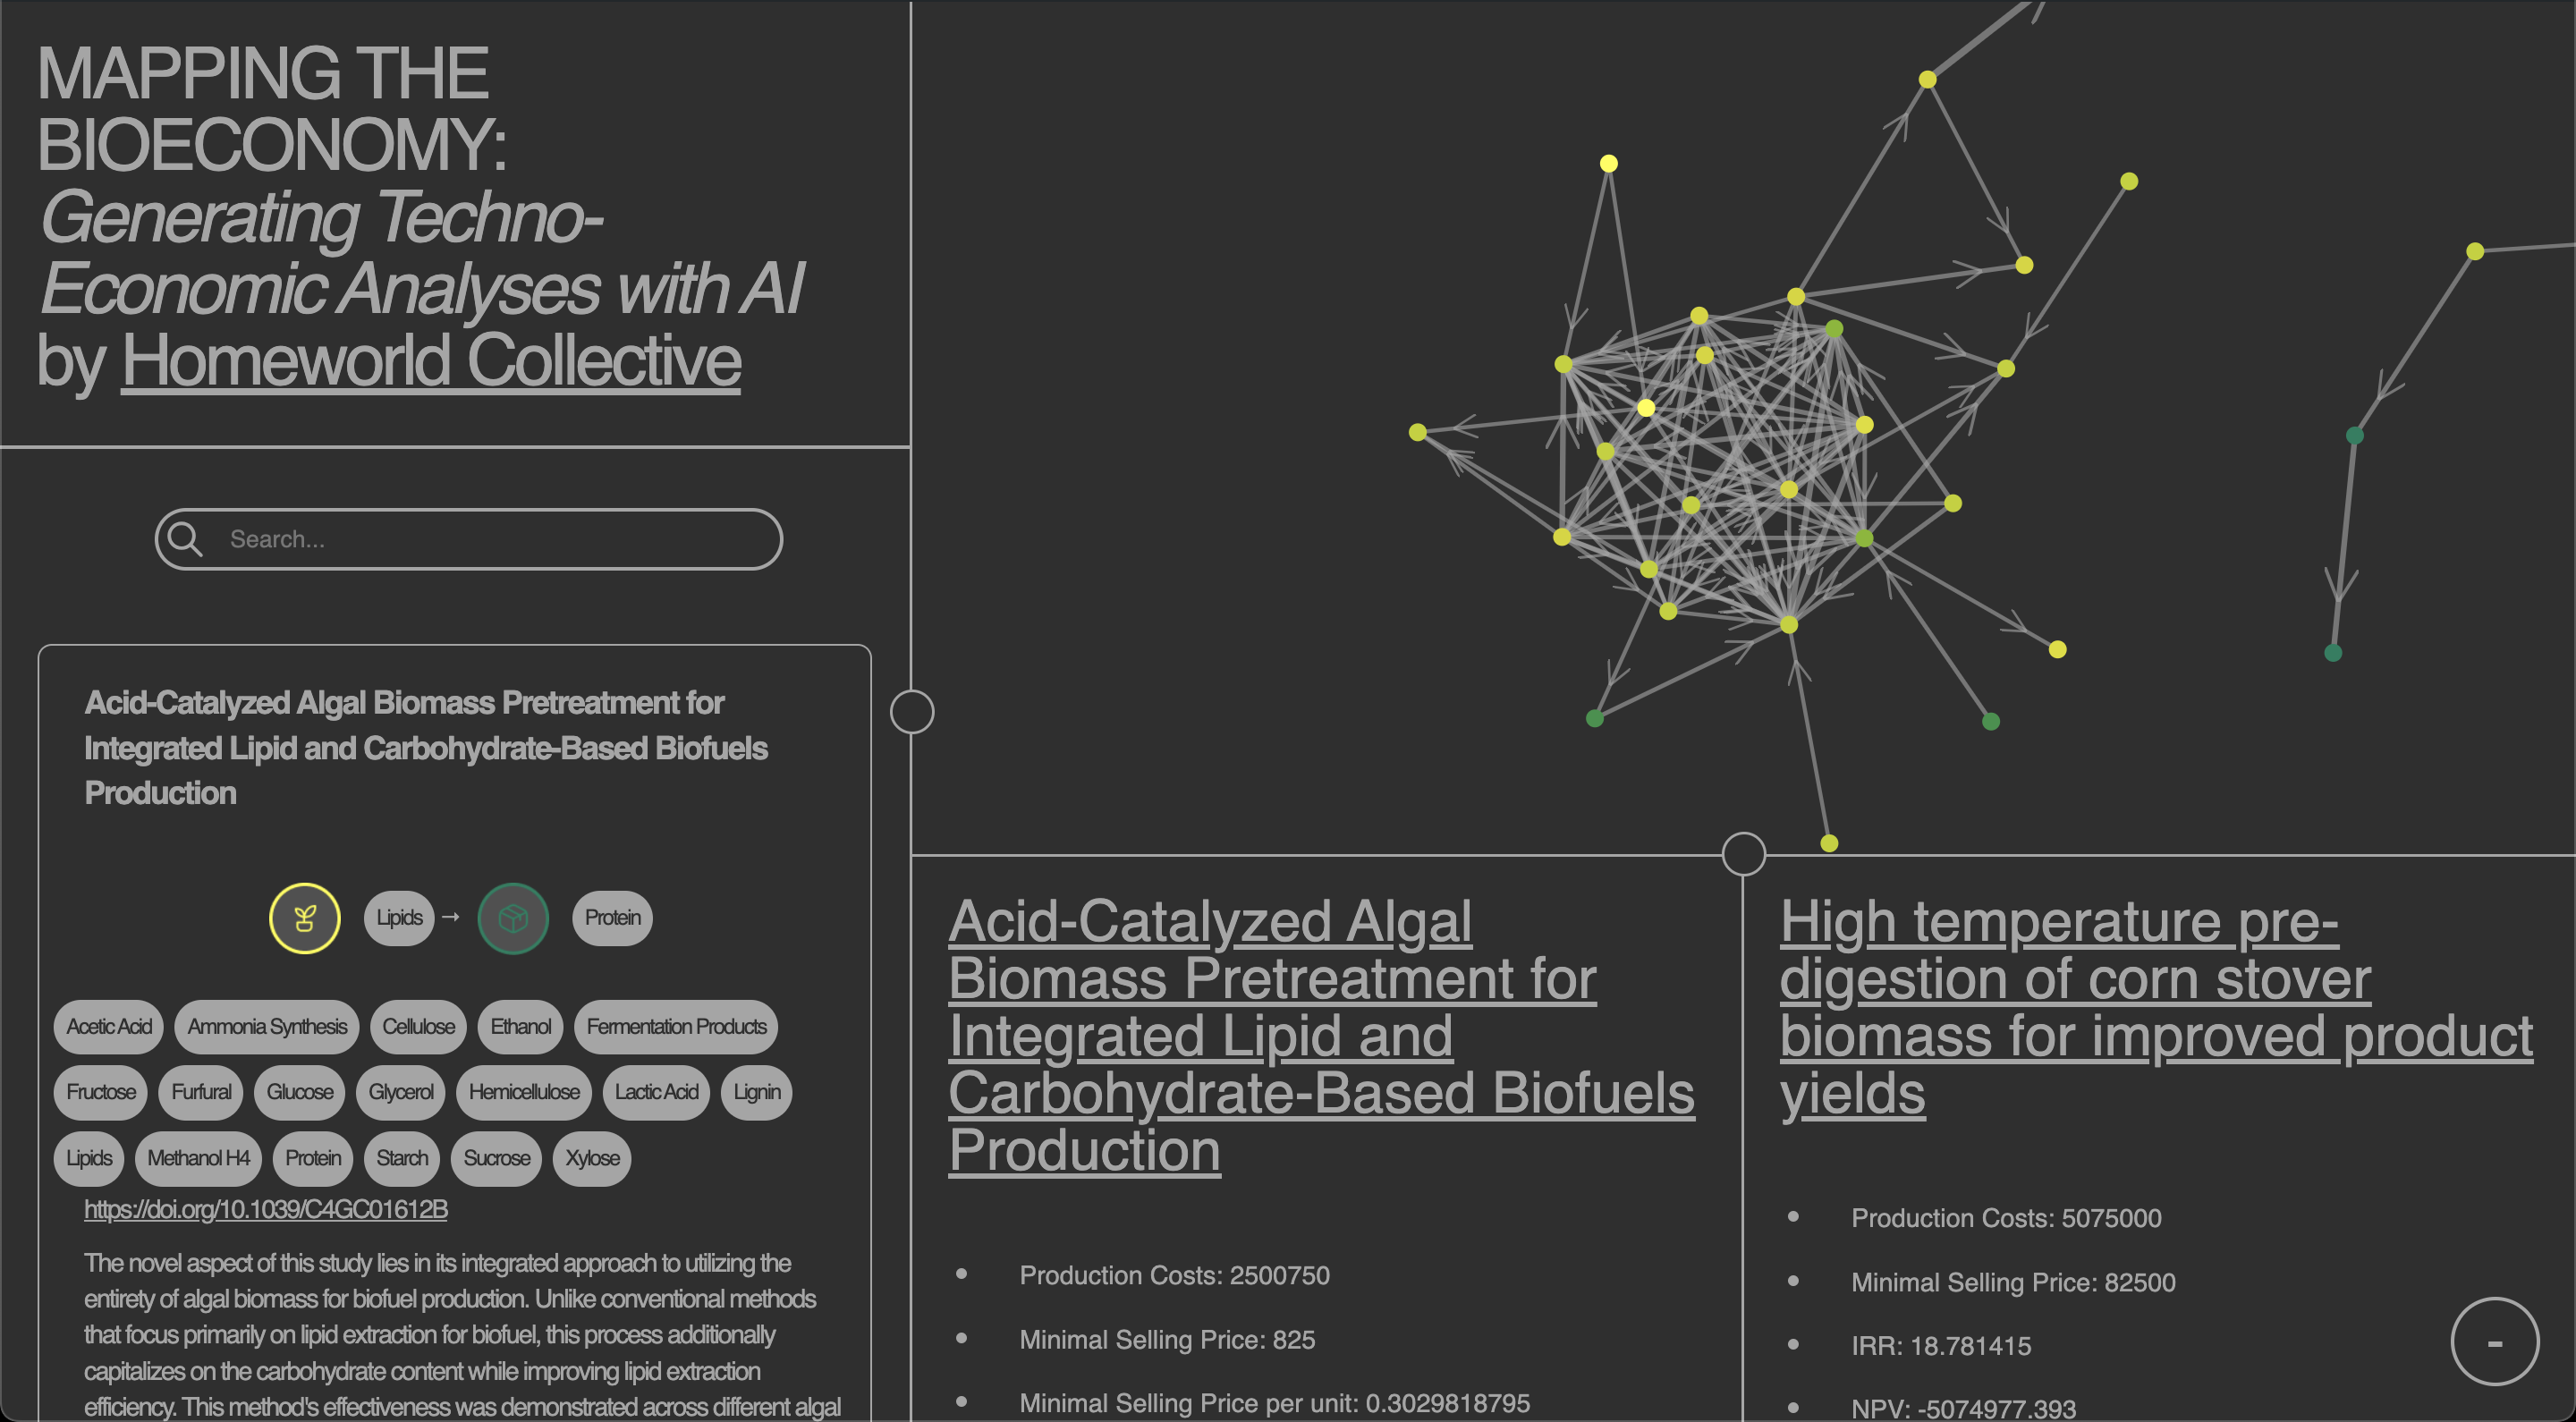 MAPPING THE
BIOECONOMY:
Generating Techno-
Economic Analyses with AI
by Homeworld Collective
Search...
Acid-Catalyzed Algal Biomass Pretreatment for
Integrated Lipid and Carbohydrate-Based Biofuels
Production
Lipids → Protein
Acetic Acid Ammonia Synthesis Cellulose Ethanol Fermentation Products
Fructose Furfural Glucose Glycerol Hemicellulose Lactic Acid Lignin
Lipids Methanol H4 Protein Starch Sucrose Xylose
https://doi.org/10.1039/C4GC01612B
The novel aspect of this study lies in its integrated approach to utilizing the
entirety of algal biomass for biofuel production. Unlike conventional methods
that focus primarily on lipid extraction for biofuel, this process additionally
capitalizes on the carbohydrate content while improving lipid extraction
efficiency. This method's effectiveness was demonstrated across different algal
Acid-Catalyzed Algal
Biomass Pretreatment for
Integrated Lipid and
Carbohydrate-Based Biofuels
Production
• Production Costs: 2500750
• Minimal Selling Price: 825
• Minimal Selling Price per unit: 0.3029818795
High temperature pre-
digestion of corn stover
biomass for improved product
yields
• Production Costs: 5075000
• Minimal Selling Price: 82500
• IRR: 18.781415
• NPV: -5074977.393
-